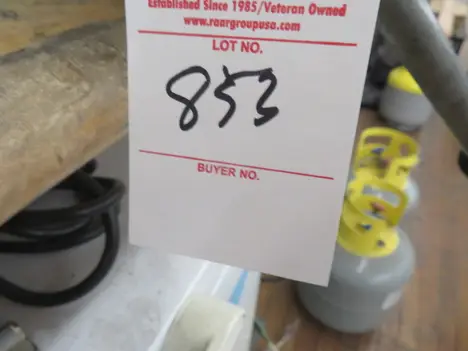 Established Since 1985/Veteran Owned
www.raargroupusa.com
LOT NO.
853
BUYER NO.